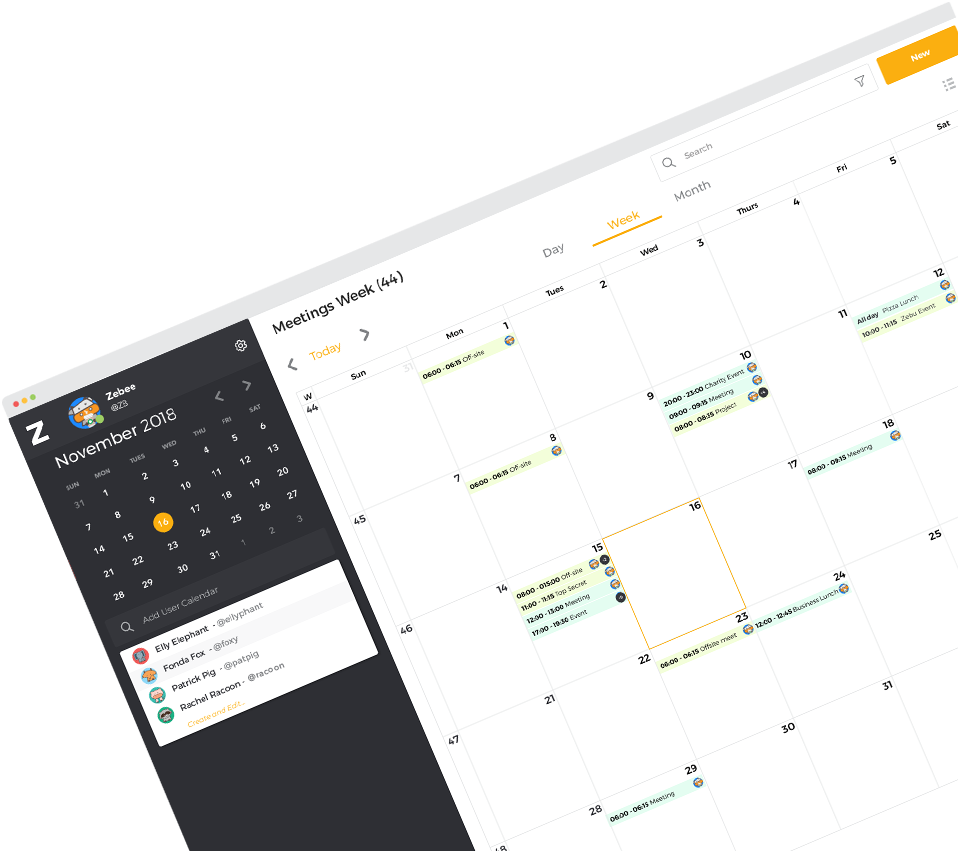 New
Search
Day
Week
Month
Meetings Week (44)
Today
W
Sun
Mon
Tues
Wed
Thurs
Fri
Sat
44
31
1
06:00 - 06:15 Off-site
2
3
4
5
45
7
8
06:00 - 06:15 Off-site
9
10
20:00 - 23:00 Charity Event
09:00 - 09:15 Meeting
08:00 - 08:15 Project
11
12
All day Pizza Lunch
10:00 - 11:15 Zebu Event
46
14
15
08:00 - 015:00 Off-site
11:00 - 11:15 Top Secret
12:00 - 13:00 Meeting
17:00 - 19:30 Event
16
17
18
08:00 - 09:15 Meeting
47
21
22
23
06:00 - 06:15 Offsite meet
24
12:00 - 12:45 Business Lunch
25
48
28
29
06:00 - 06:15 Meeting
30
31
Z
Zebee
@Z3
November 2018
SUN MON TUES WED THU FRI SAT
31 1 2 3 4 5 6
7 8 9 10 11 12 13
14 15 16 17 18 19 20
21 22 23 24 25 26 27
28 29 30 31 1 2 3
Add User Calendar
Elly Elephant - @ellyphant
Fonda Fox - @foxy
Patrick Pig - @patpig
Rachel Racoon - @racoon
Create and Edit...